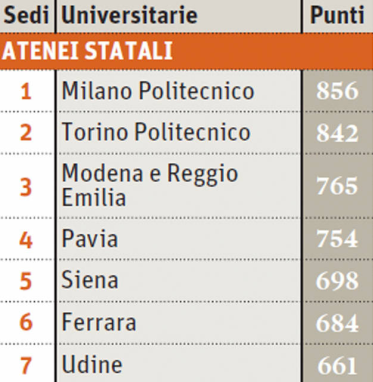 Sedi Universitarie Punti
ATENEI STATALI
1 Milano Politecnico 856
2 Torino Politecnico 842
3 Modena e Reggio Emilia 765
4 Pavia 754
5 Siena 698
6 Ferrara 684
7 Udine 661